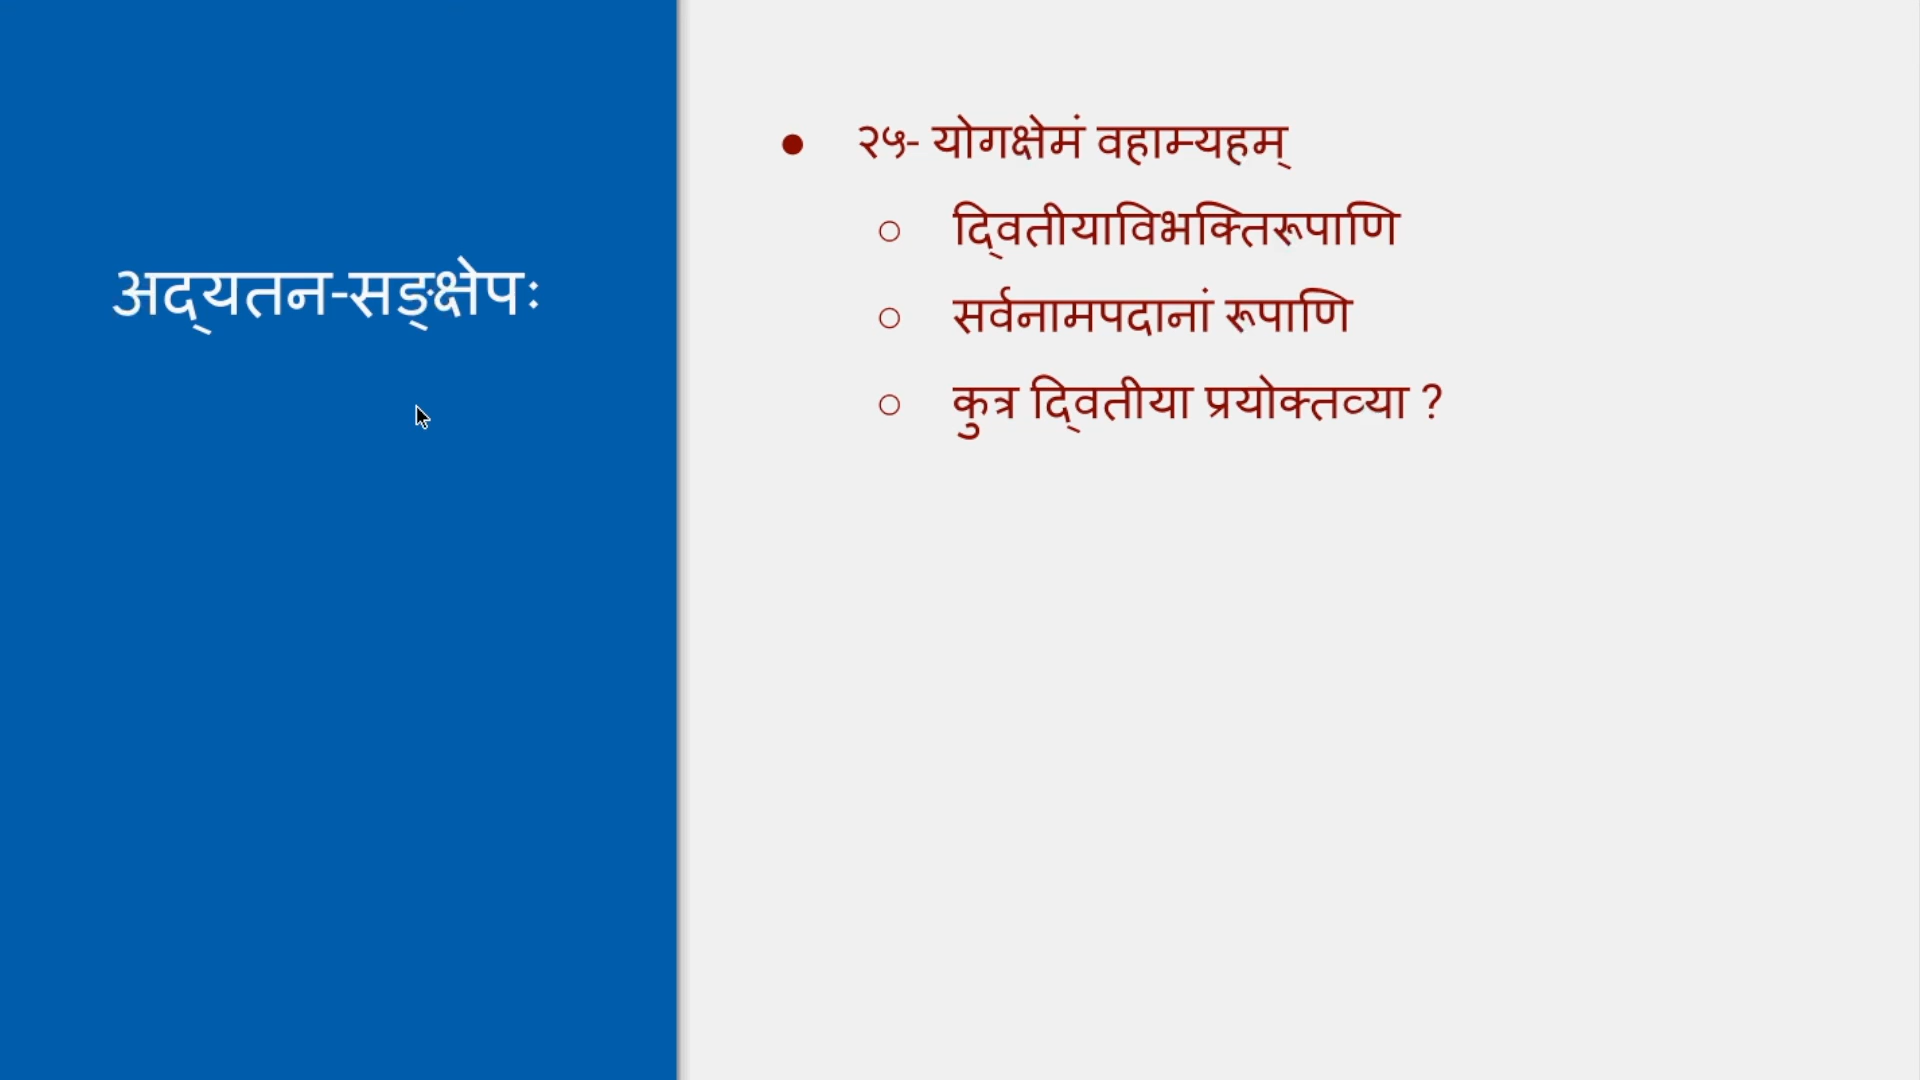 अद्यतन-सङ्क्षेपः
● २५- योगक्षेमं वहाम्यहम्
○ द्वितीयाविभक्तिरूपाणि
○ सर्वनामपदानां रूपाणि
○ कुत्र द्वितीया प्रयोक्तव्या ?